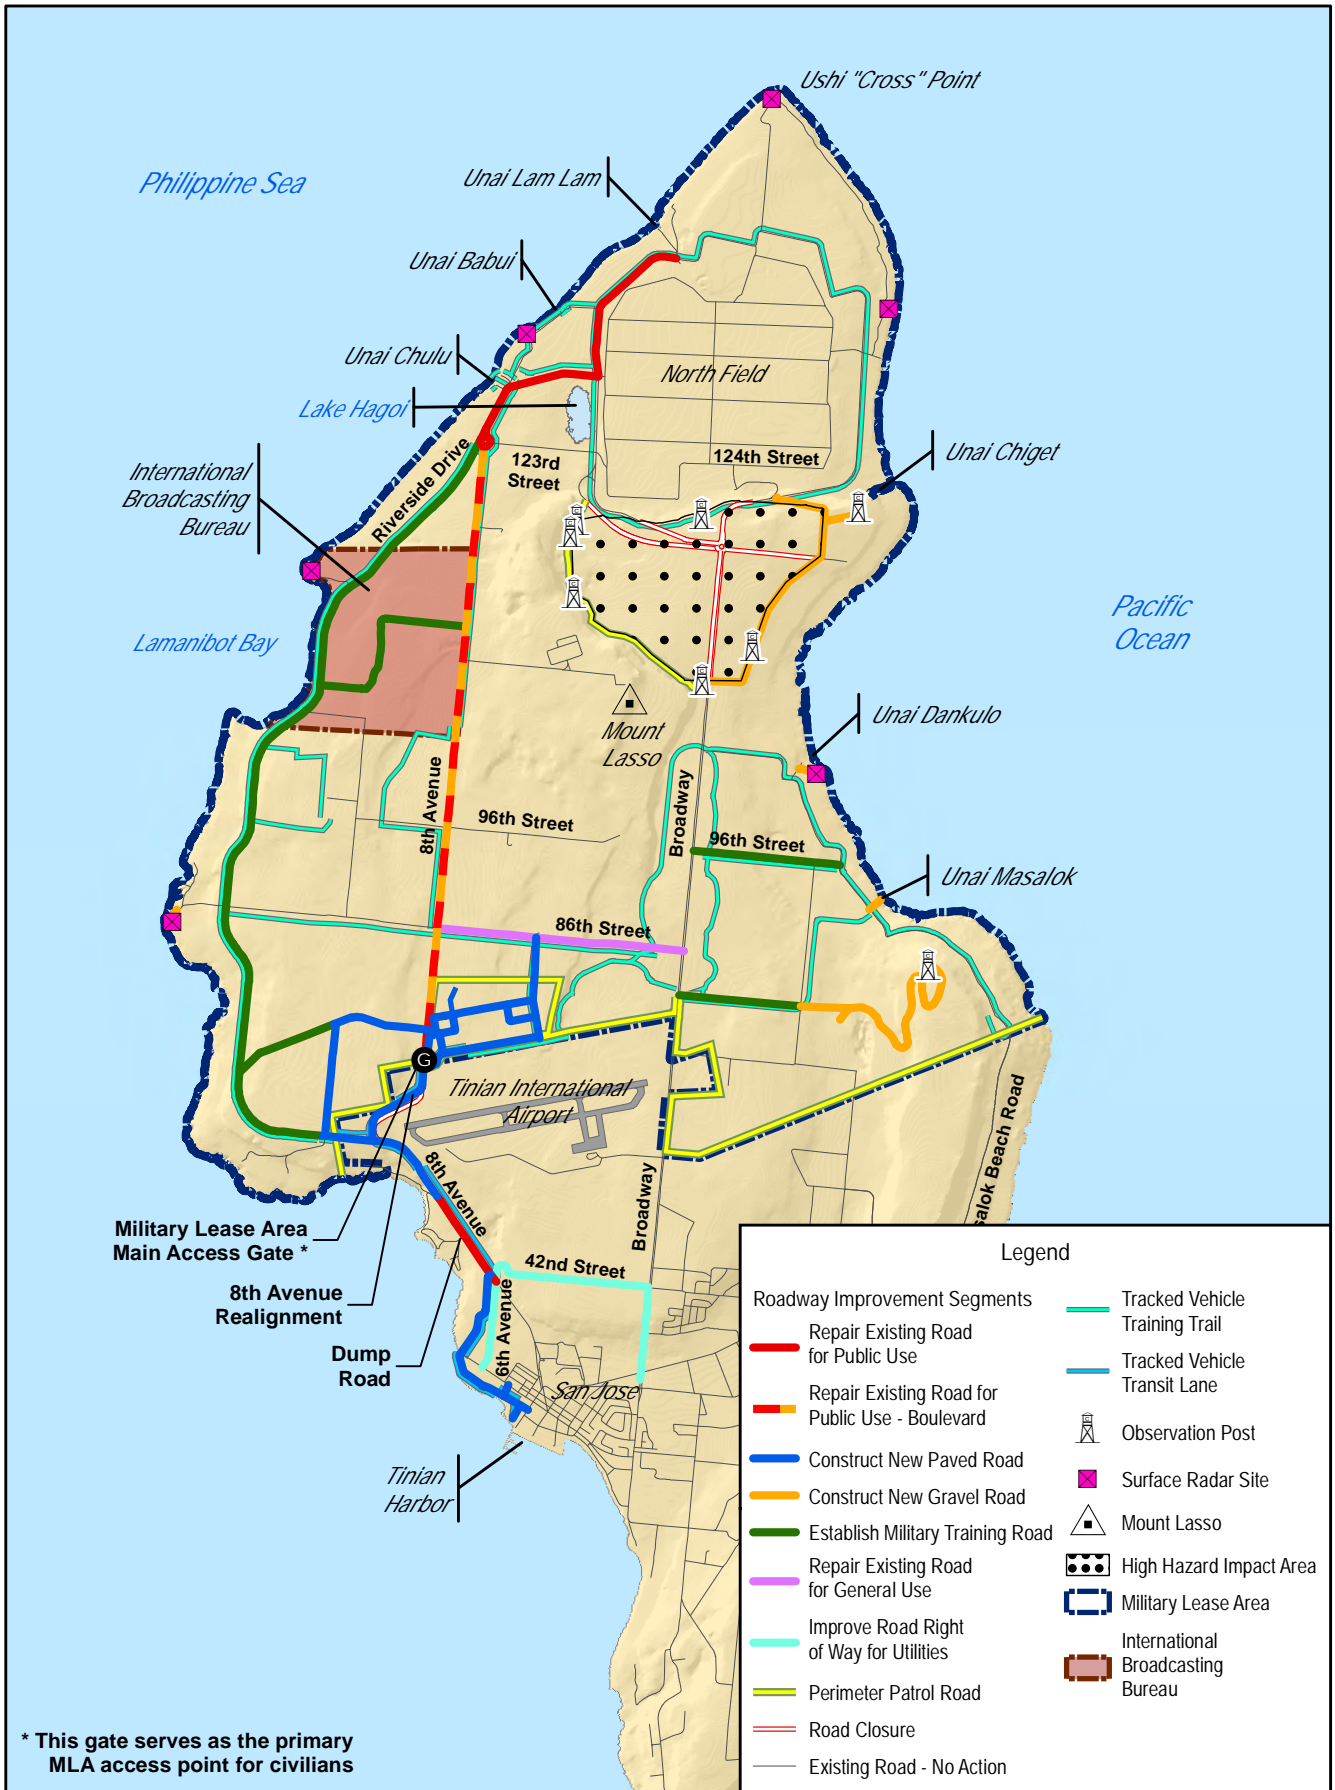 Ushi "Cross" Point
Philippine Sea
Unai Lam Lam
Unai Babui
Unai Chulu
North Field
Lake Hagoi
Riverside Drive
123rd
Street
124th Street
Unai Chiget
International
Broadcasting
Bureau
Pacific
Ocean
Lamanibot Bay
Mount
Lasso
Unai Dankulo
8th Avenue
96th Street
Broadway
96th Street
Unai Masalok
86th Street
G
Tinian International
Airport
salok Beach Road
8th Avenue
Broadway
Military Lease Area
Main Access Gate *
8th Avenue
Realignment
42nd Street
6th Avenue
Dump
Road
San Jose
Tinian
Harbor
* This gate serves as the primary
MLA access point for civilians
Legend
Roadway Improvement Segments
Repair Existing Road
for Public Use
Repair Existing Road for
Public Use - Boulevard
Construct New Paved Road
Construct New Gravel Road
Establish Military Training Road
Repair Existing Road
for General Use
Improve Road Right
of Way for Utilities
Perimeter Patrol Road
Road Closure
Existing Road - No Action
Tracked Vehicle
Training Trail
Tracked Vehicle
Transit Lane
Observation Post
Surface Radar Site
Mount Lasso
High Hazard Impact Area
Military Lease Area
International
Broadcasting
Bureau